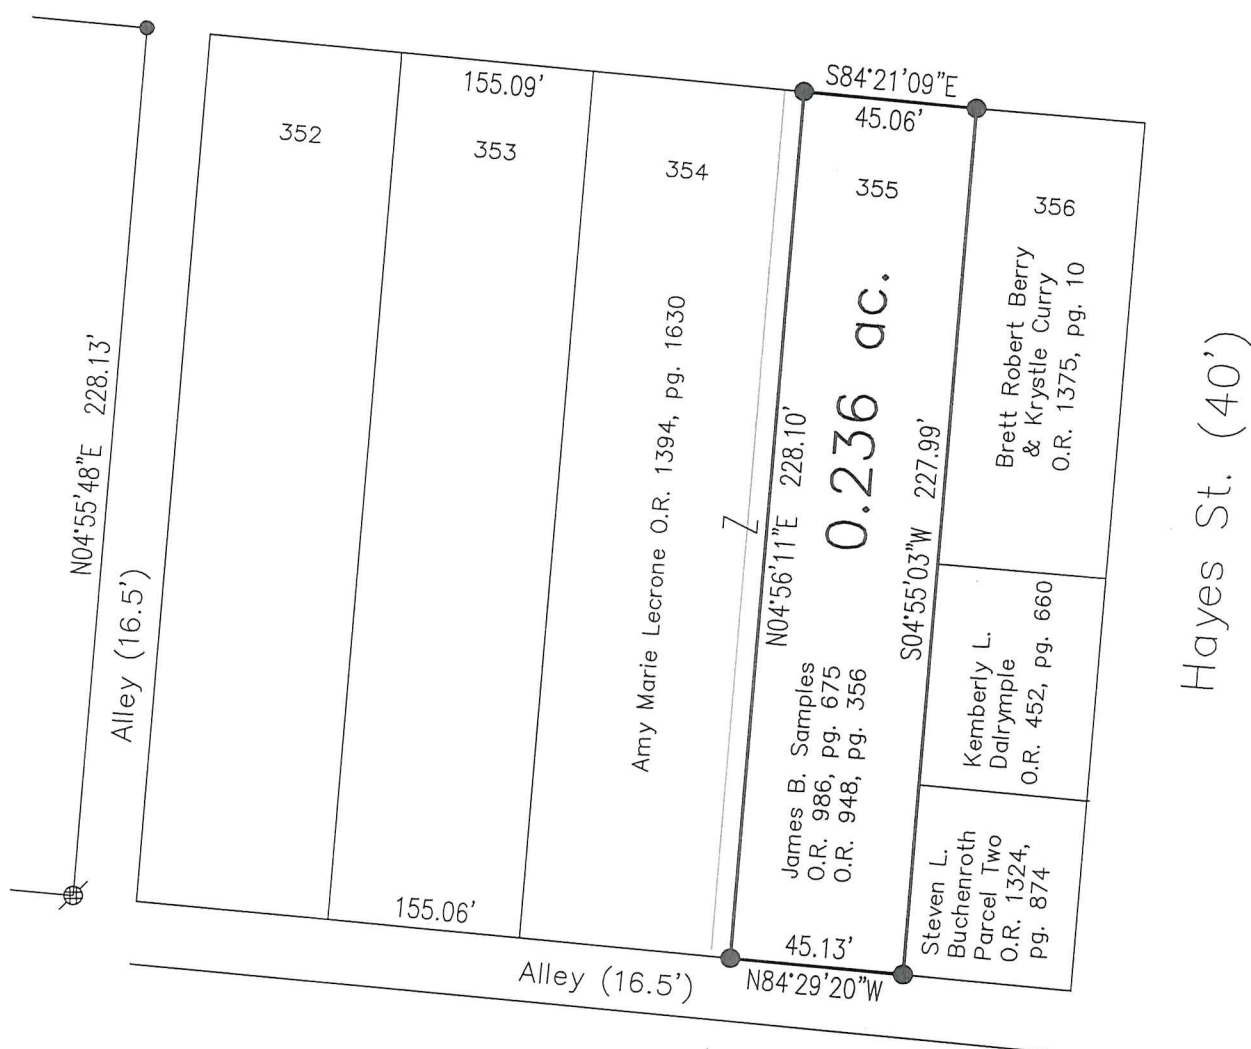 S84°21'09"E
45.06'
155.09'
352
353
354
355
356
N04°55'48"E 228.13'
Alley (16.5')
Amy Marie Lecrone O.R. 1394, pg. 1630
N04°56'11"E 228.10'
0.236 ac.
S04°55'03"W 227.99'
James B. Samples
O.R. 986, pg. 675
O.R. 948, pg. 356
Brett Robert Berry
& Krystle Curry
O.R. 1375, pg. 10
Kemberly L.
Dalrymple
O.R. 452, pg. 660
Steven L.
Buchenroth
Parcel Two
O.R. 1324,
pg. 874
Hayes St. (40')
155.06'
45.13'
N84°29'20"W
Alley (16.5')